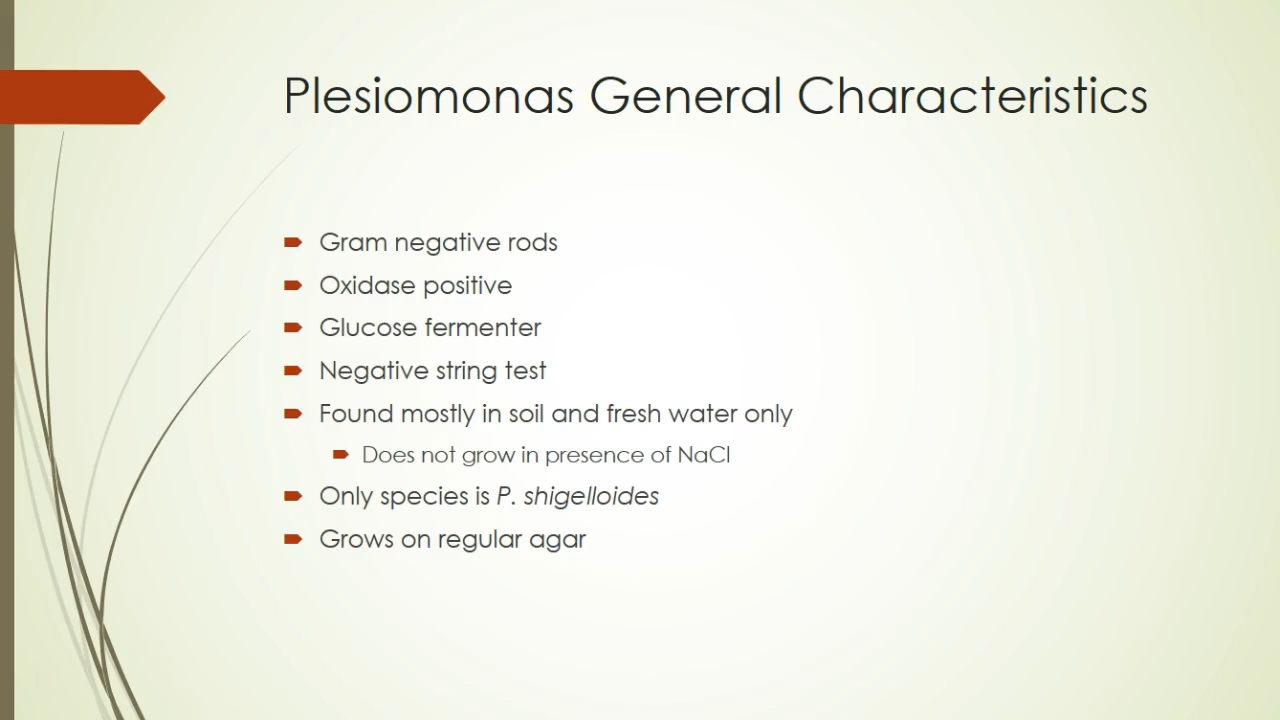 Plesiomonas General Characteristics
Gram negative rods
Oxidase positive
Glucose fermenter
Negative string test
Found mostly in soil and fresh water only
Does not grow in presence of NaCl
Only species is P. shigelloides
Grows on regular agar